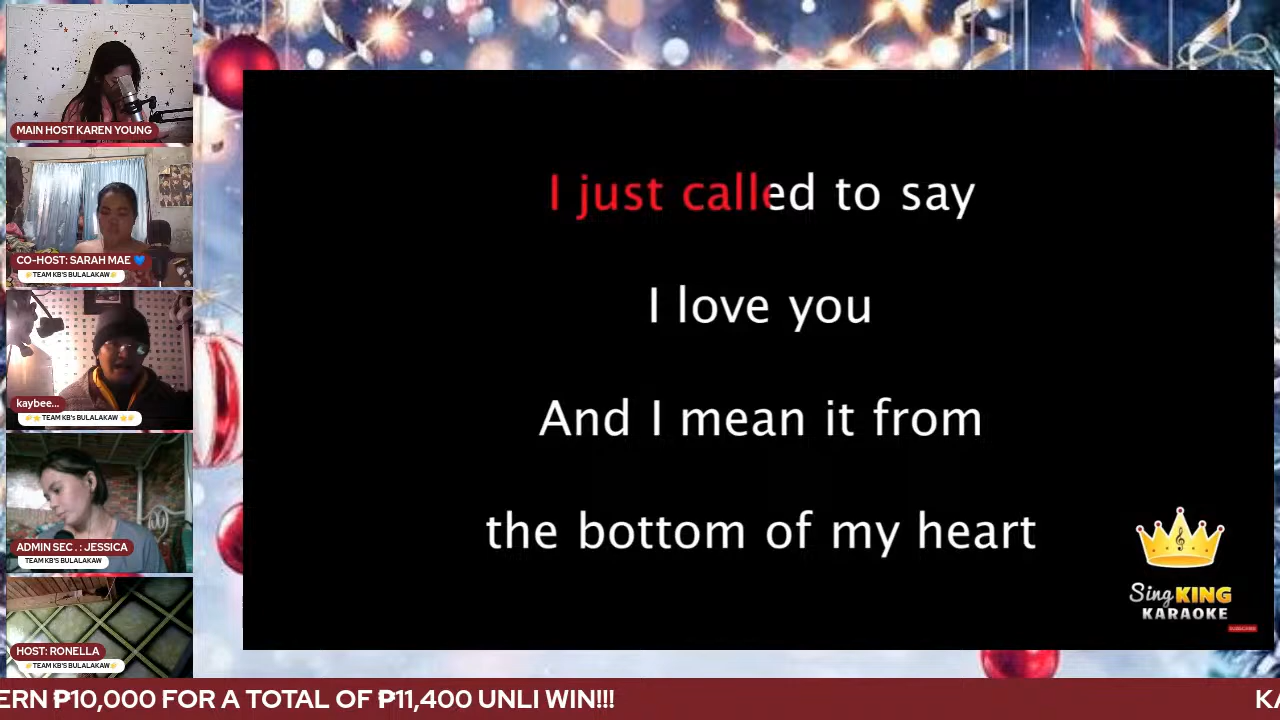 MAIN HOST KAREN YOUNG
CO-HOST: SARAH MAE 💙
👉TEAM KB'S BULALAKAW👉
kaybee...
👉⭐ TEAM KB's BULALAKAW ⭐👉
ADMIN SEC . : JESSICA
TEAM KB'S BULALAKAW
HOST: RONELLA
👉TEAM KB'S BULALAKAW👉
I just called to say
I love you
And I mean it from
the bottom of my heart
Sing KING
KARAOKE
SUBSCRIBE
ERN ₱10,000 FOR A TOTAL OF ₱11,400 UNLI WIN!!!
KA